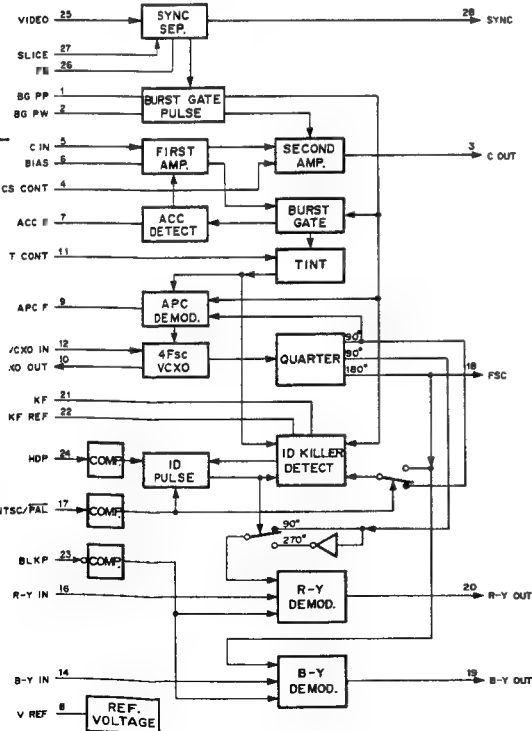 VIDEO 25
SYNC SEP.
28 SYNC
SLICE 27
26
BG PP 1
BG PW 2
BURST GATE PULSE
C IN 5
BIAS 6
FIRST AMP.
SECOND AMP.
3 C OUT
CS CONT 4
ACC
7
ACC DETECT
BURST GATE
T CONT 11
TINT
APC F 9
APC DEMOD.
VCXO IN 12
XO OUT 10
4Fsc VCXO
QUARTER
90°
90°
180°
18 FSC
KF 21
KF REF 22
HDP 24
COMP.
ID PULSE
ID KILLER DETECT
NTSC/PAL 17
COMP.
90°
270°
BLKP 23
COMP.
R-Y IN 16
R-Y DEMOD.
20 R-Y OUT
B-Y IN 14
B-Y DEMOD.
19 B-Y OUT
V REF 8
REF. VOLTAGE